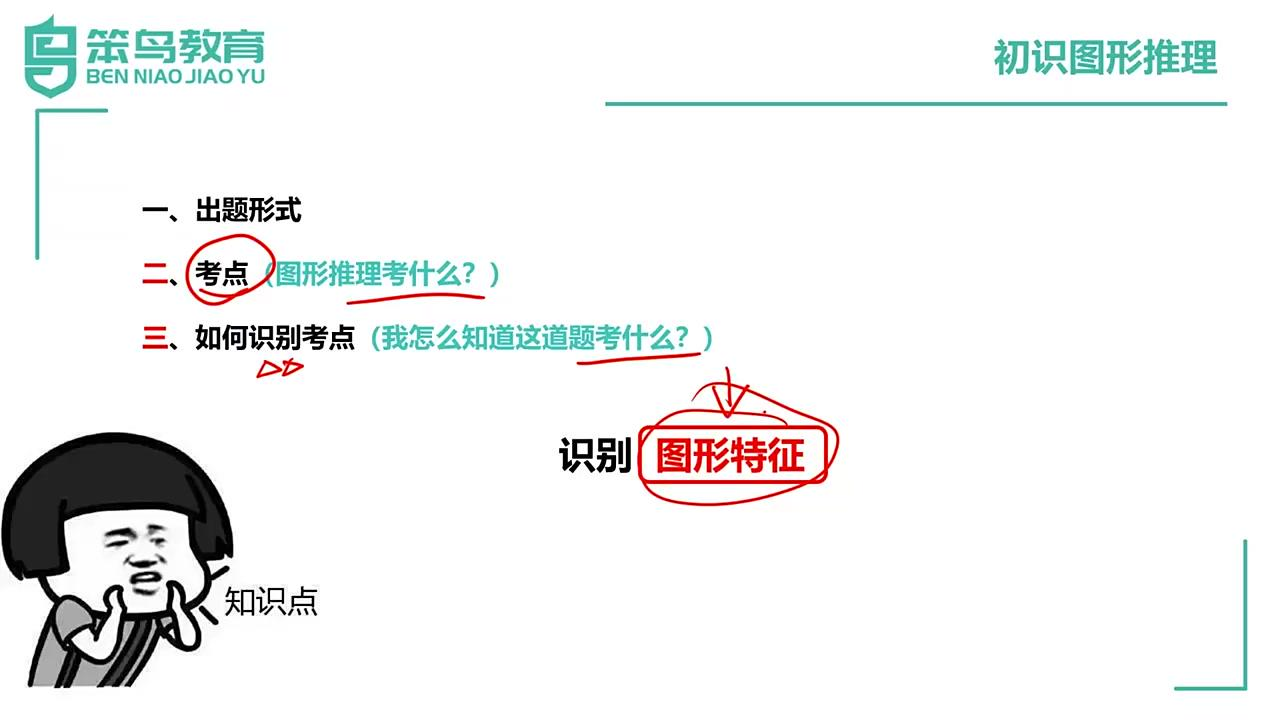 笨鸟教育
BEN NIAO JIAO YU
初识图形推理
一、出题形式
二、考点（图形推理考什么？）
三、如何识别考点（我怎么知道这道题考什么？）
识别 图形特征
知识点